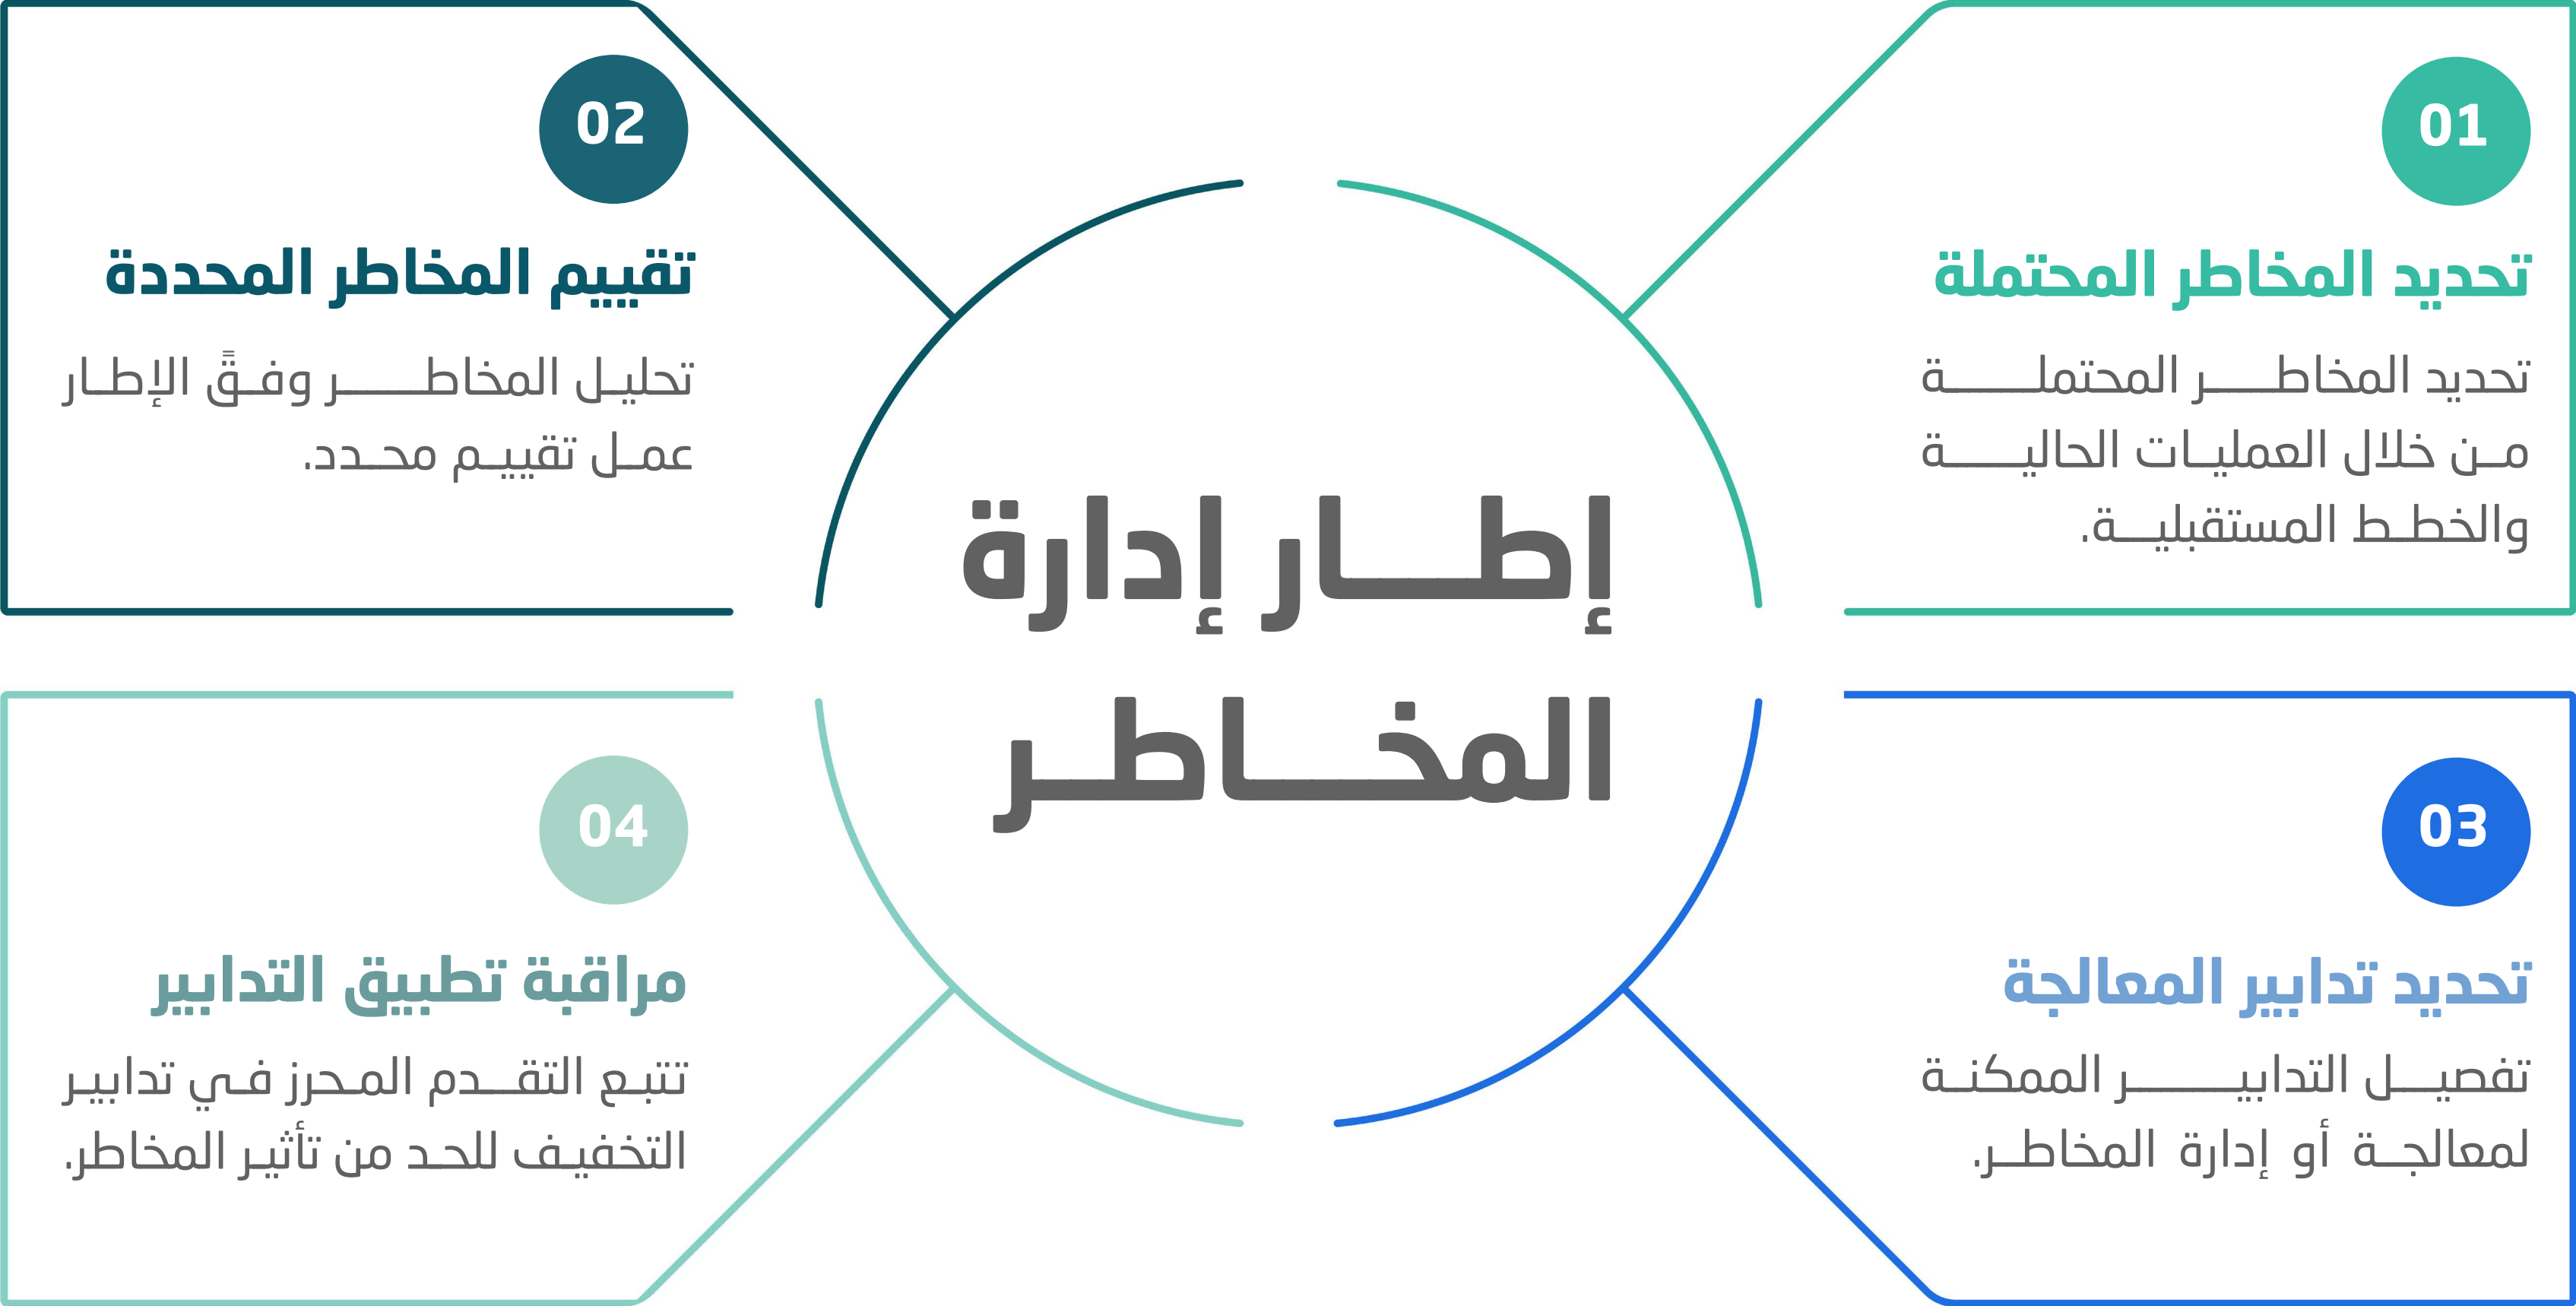 إطار إدارة
المخاطر
01
تحديد المخاطر المحتملة
تحديد المخاطر المحتملة
من خلال العمليات الحالية
والخطط المستقبلية.
02
تقييم المخاطر المحددة
تحليل المخاطر وفقً الإطار
عمل تقييم محدد.
03
تحديد تدابير المعالجة
تفصيل التدابير الممكنة
لمعالجة أو إدارة المخاطر.
04
مراقبة تطبيق التدابير
تتبع التقدم المحرز في تدابير
التخفيف للحد من تأثير المخاطر.